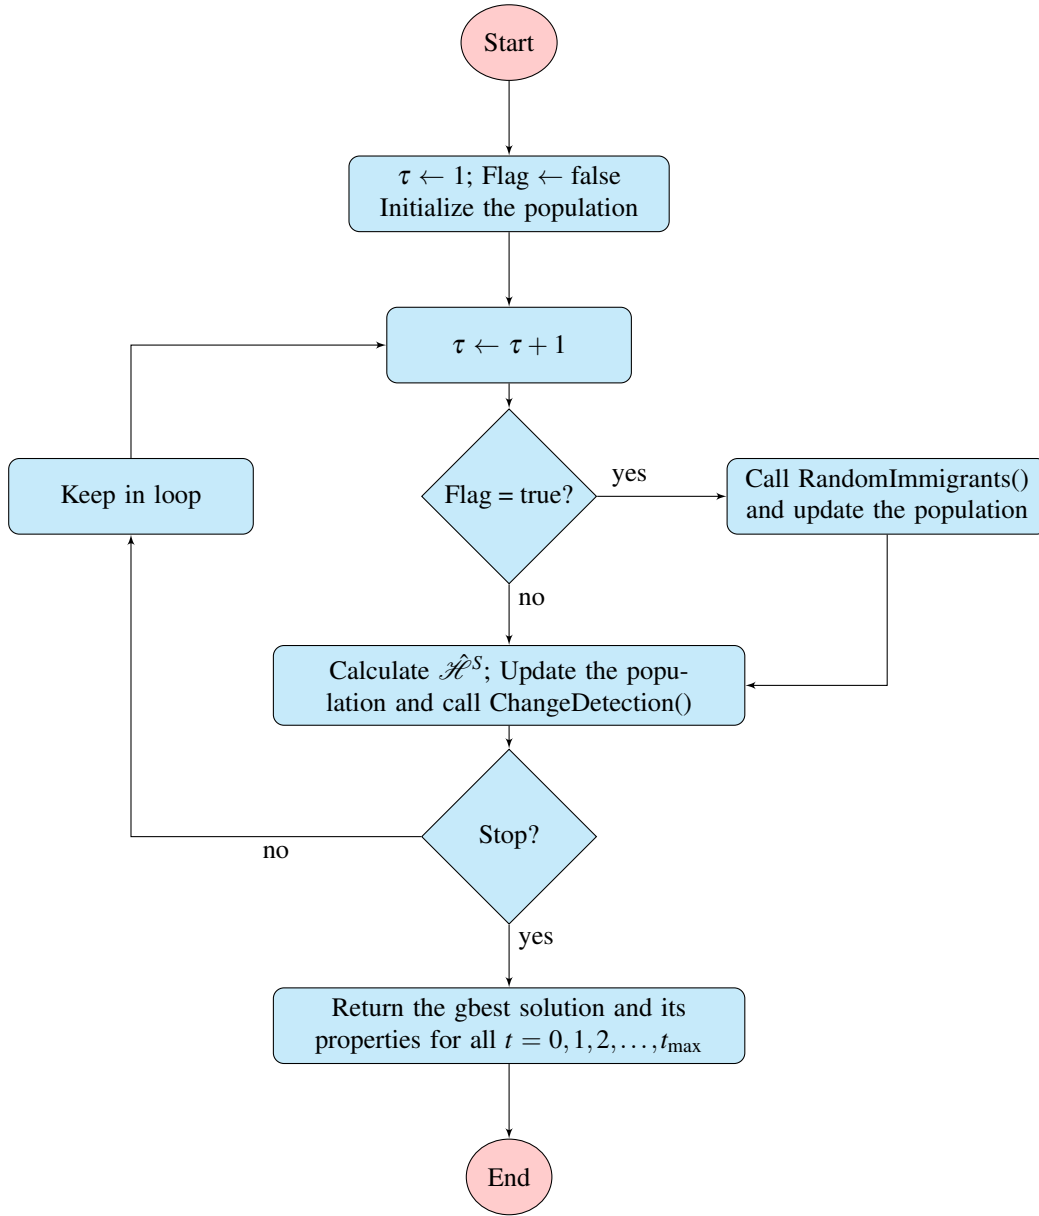 Start
τ ← 1; Flag ← false
Initialize the population
τ ← τ + 1
Keep in loop
Flag = true?
yes
Call RandomImmigrants()
and update the population
no
Calculate ℋ̂^S; Update the popu-
lation and call ChangeDetection()
Stop?
no
yes
Return the gbest solution and its
properties for all t = 0, 1, 2, . . . , t_max
End